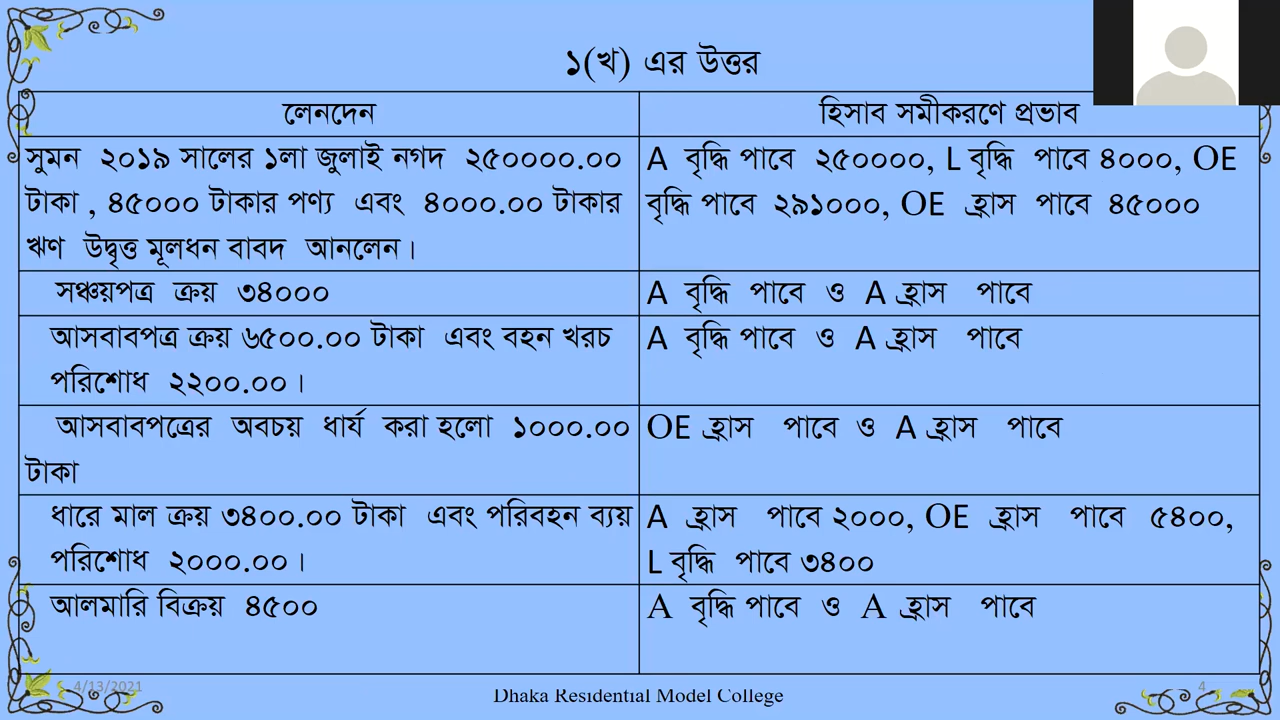 ১(খ) এর উত্তর
লেনদেন
হিসাব সমীকরণে প্রভাব
সুমন ২০১৯ সালের ১লা জুলাই নগদ ২৫০০০০.০০
টাকা , ৪৫০০০ টাকার পণ্য এবং ৪০০০.০০ টাকার
ঋণ উদ্বৃত্ত মূলধন বাবদ আনলেন।
A বৃদ্ধি পাবে ২৫০০০০, L বৃদ্ধি পাবে ৪০০০, OE
বৃদ্ধি পাবে ২৯১০০০, OE হ্রাস পাবে ৪৫০০০
সঞ্চয়পত্র ক্রয় ৩৪০০০
A বৃদ্ধি পাবে ও A হ্রাস পাবে
আসবাবপত্র ক্রয় ৬৫০০.০০ টাকা এবং বহন খরচ
পরিশোধ ২২০০.০০।
A বৃদ্ধি পাবে ও A হ্রাস পাবে
আসবাবপত্রের অবচয় ধার্য করা হলো ১০০০.০০
টাকা
OE হ্রাস পাবে ও A হ্রাস পাবে
ধারে মাল ক্রয় ৩৪০০.০০ টাকা এবং পরিবহন ব্যয়
পরিশোধ ২০০০.০০।
A হ্রাস পাবে ২০০০, OE হ্রাস পাবে ৫৪০০,
L বৃদ্ধি পাবে ৩৪০০
আলমারি বিক্রয় ৪৫০০
A বৃদ্ধি পাবে ও A হ্রাস পাবে
4/13/2021
Dhaka Residential Model College
4